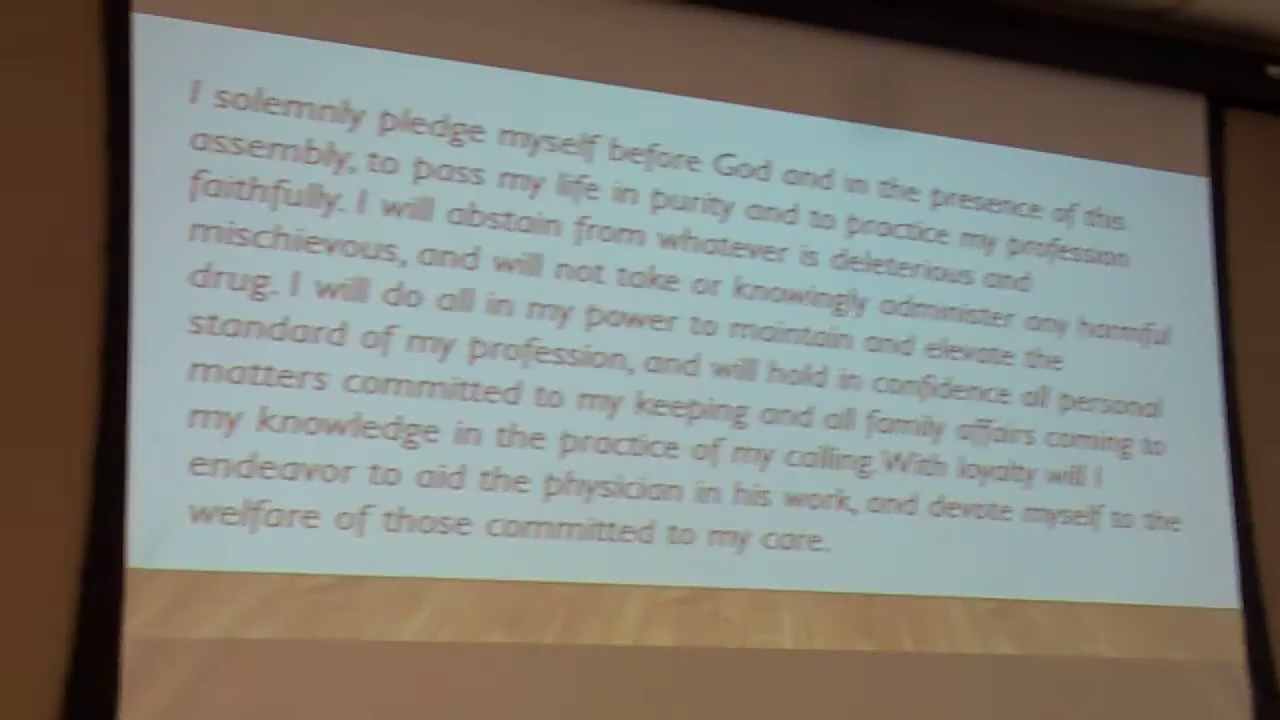 I solemnly pledge myself before God and in the presence of this
assembly, to pass my life in purity and to practice my profession
faithfully. I will abstain from whatever is deleterious and
mischievous, and will not take or knowingly administer any harmful
drug. I will do all in my power to maintain and elevate the
standard of my profession, and will hold in confidence all personal
matters committed to my keeping and all family affairs coming to
my knowledge in the practice of my calling. With loyalty will I
endeavor to aid the physician in his work, and devote myself to the
welfare of those committed to my care.